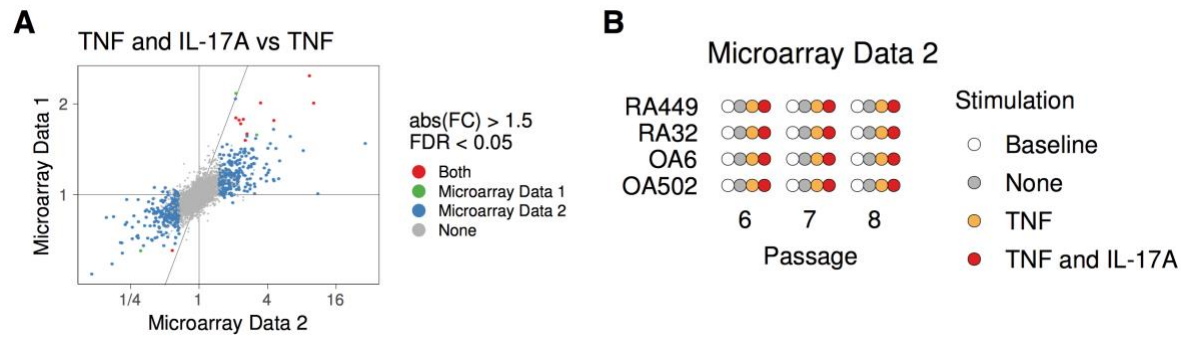 A
TNF and IL-17A vs TNF
Microarray Data 1
2
1
1/4
1
4
16
Microarray Data 2
abs(FC) > 1.5
FDR < 0.05
Both
Microarray Data 1
Microarray Data 2
None
B
Microarray Data 2
RA449
RA32
OA6
OA502
6 7 8
Passage
Stimulation
Baseline
None
TNF
TNF and IL-17A